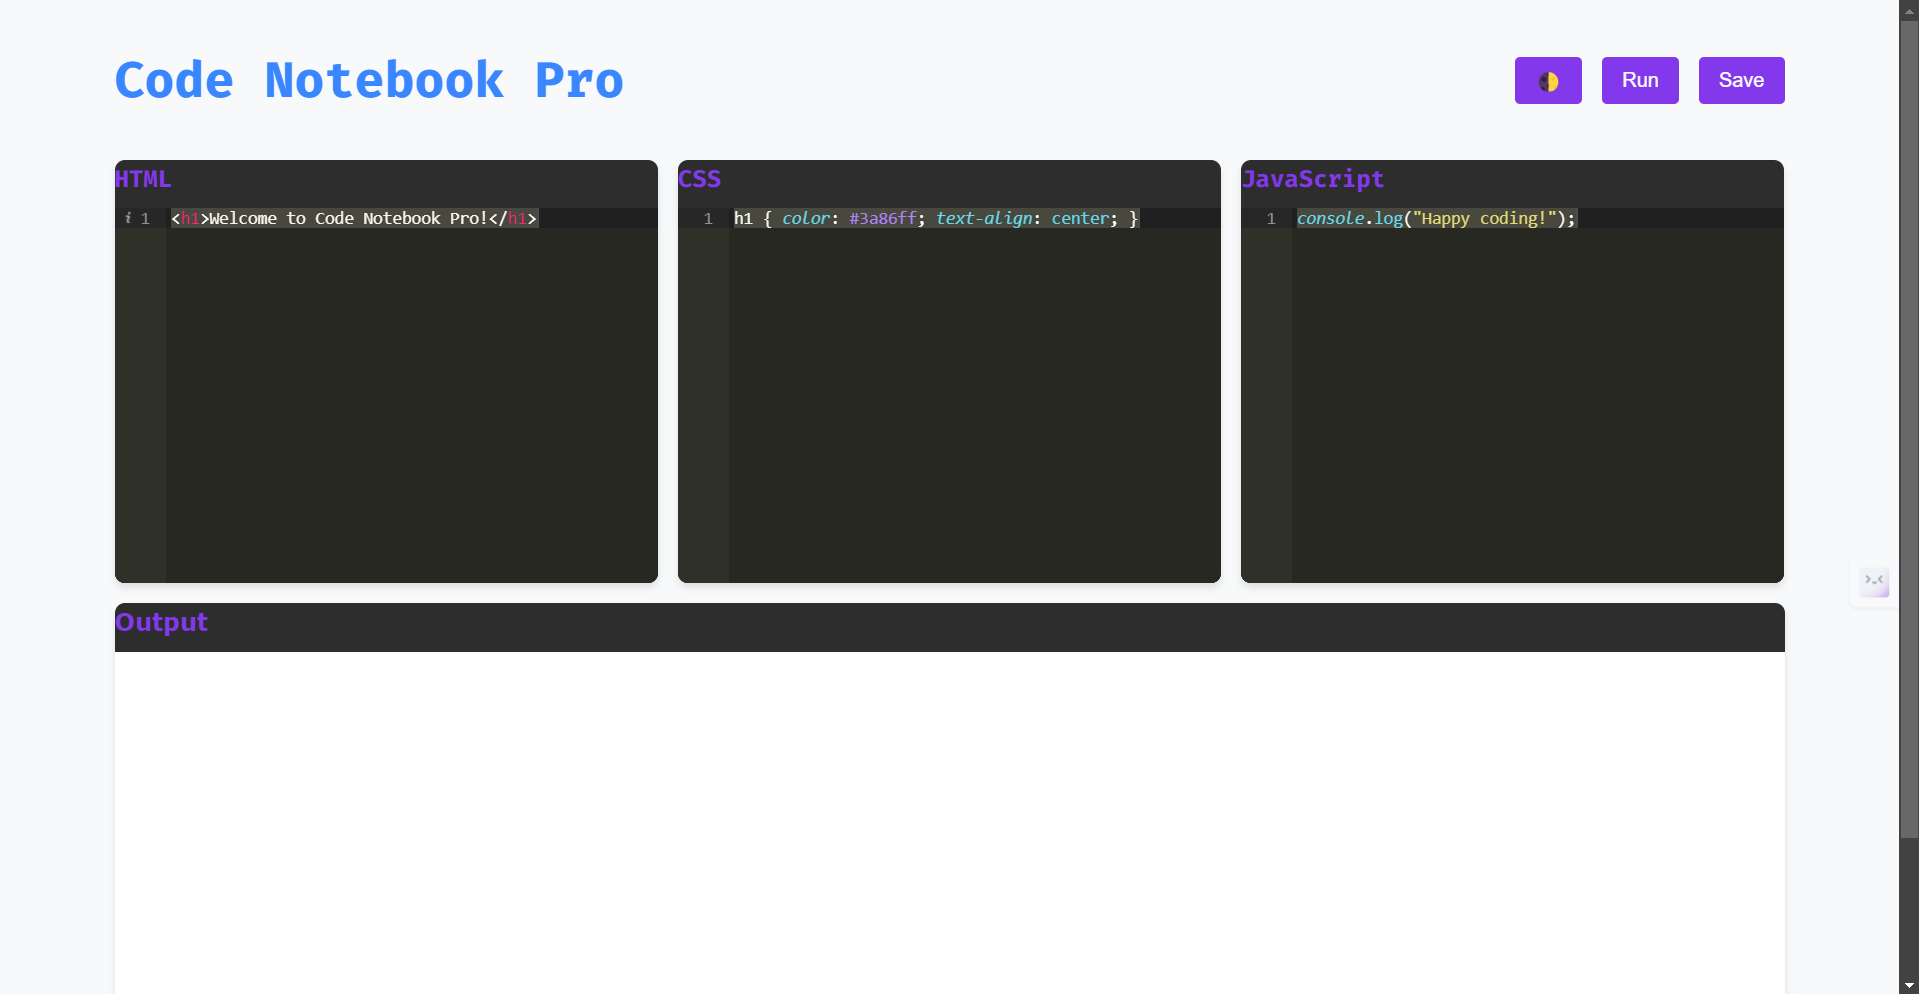 Code Notebook Pro
Run
Save
HTML
i 1 <h1>Welcome to Code Notebook Pro!</h1>
CSS
1 h1 { color: #3a86ff; text-align: center; }
JavaScript
1 console.log("Happy coding!");
Output